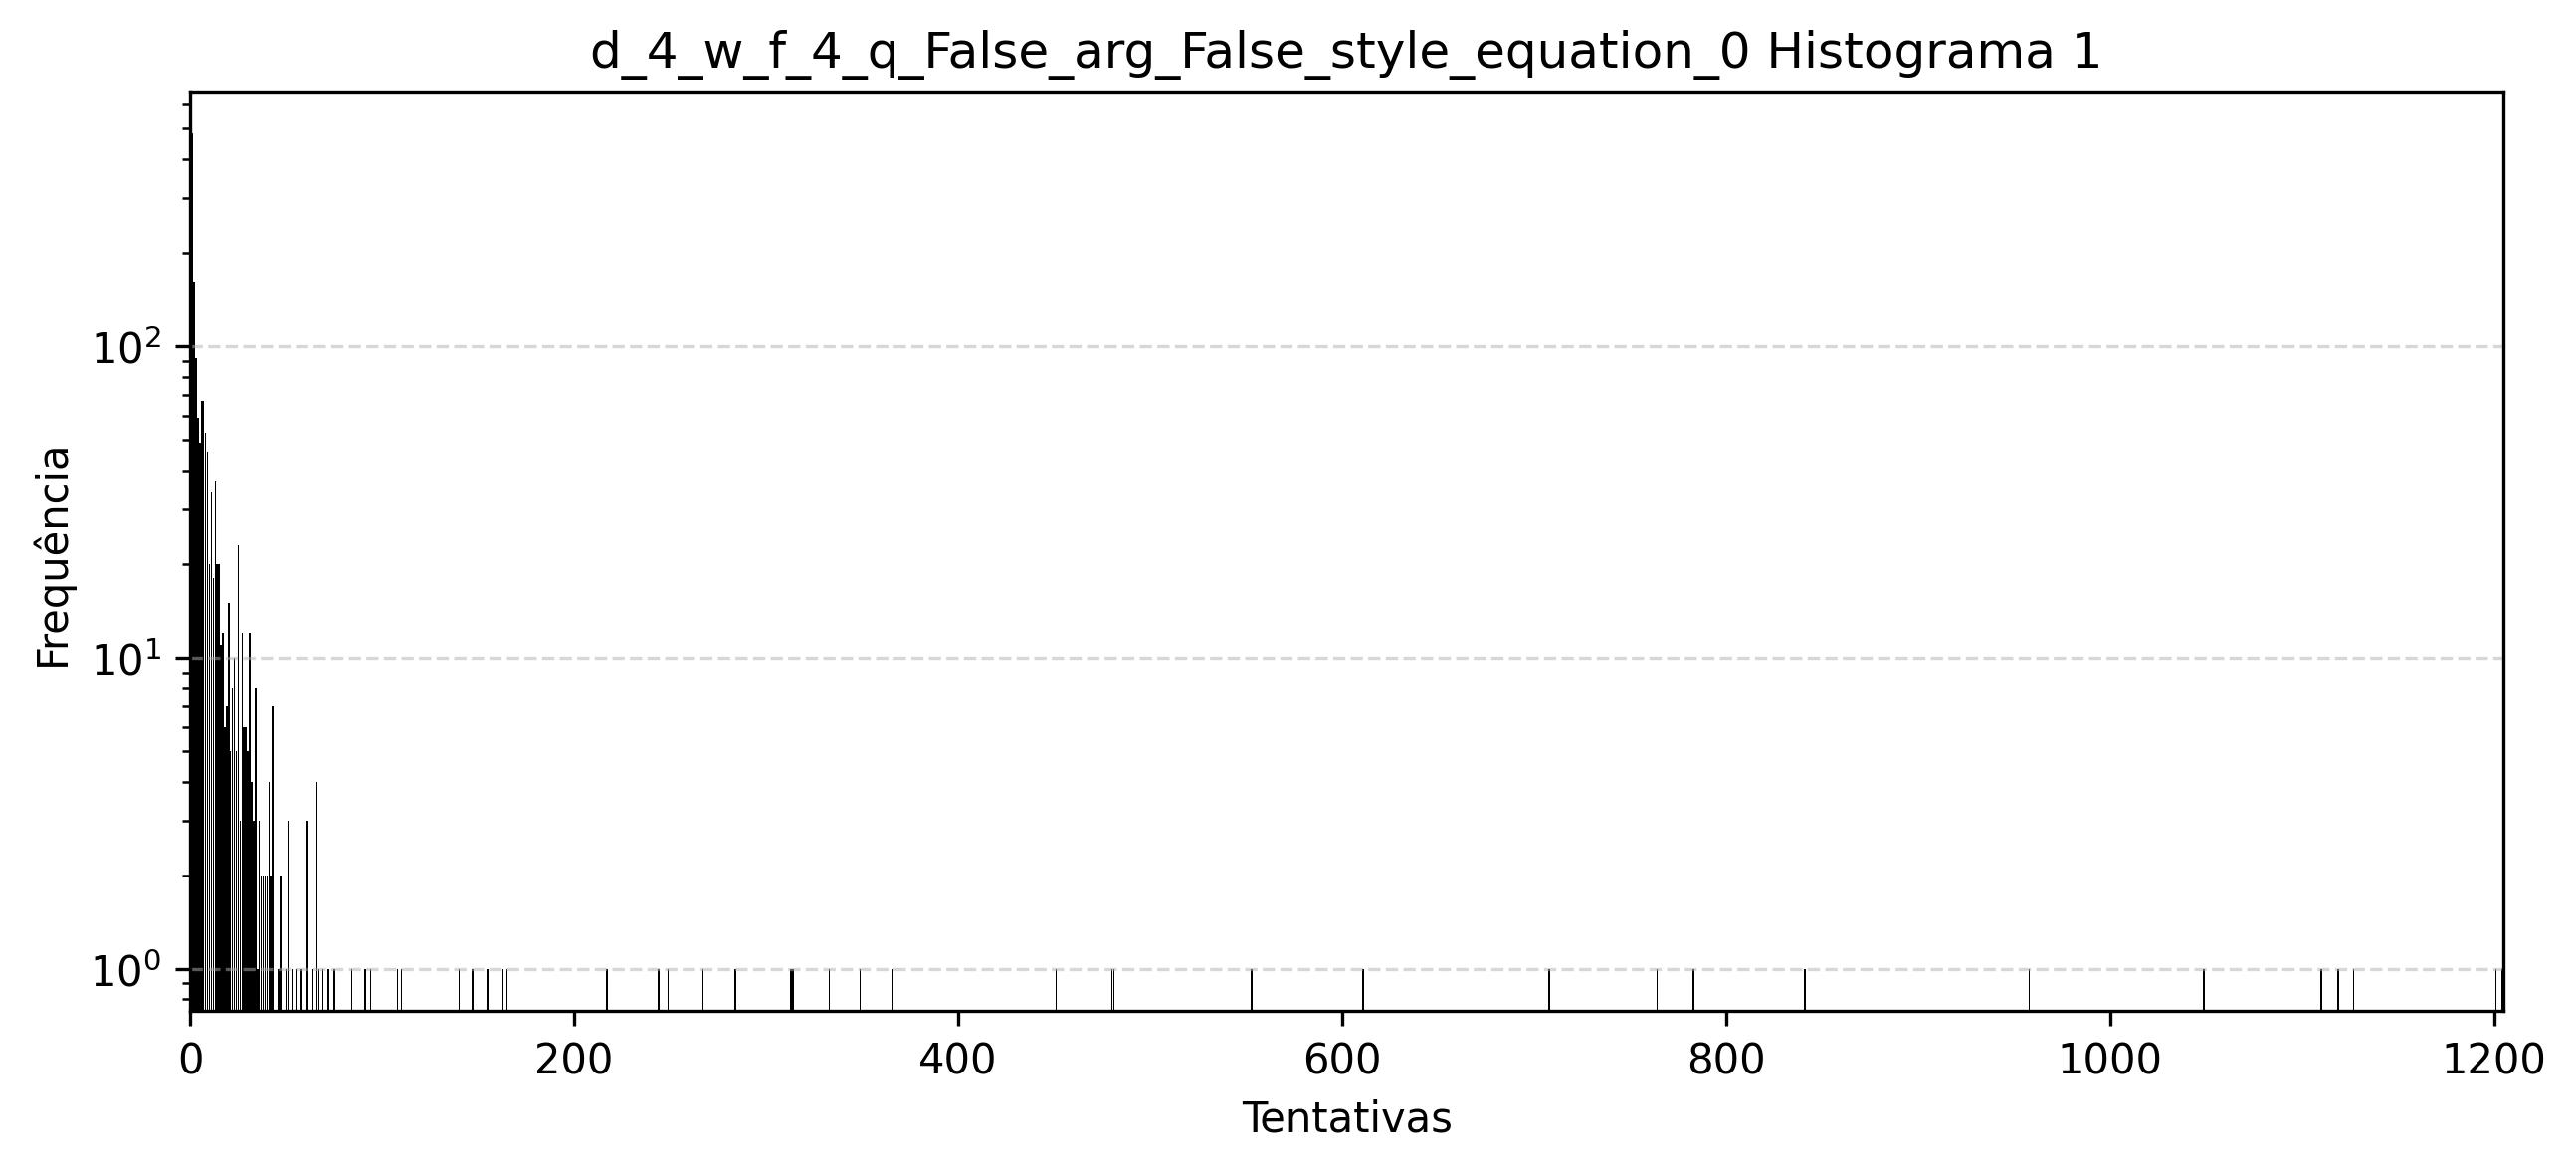 d_4_w_f_4_q_False_arg_False_style_equation_0 Histograma 1
Frequência
10²
10¹
10⁰
0 200 400 600 800 1000 1200
Tentativas